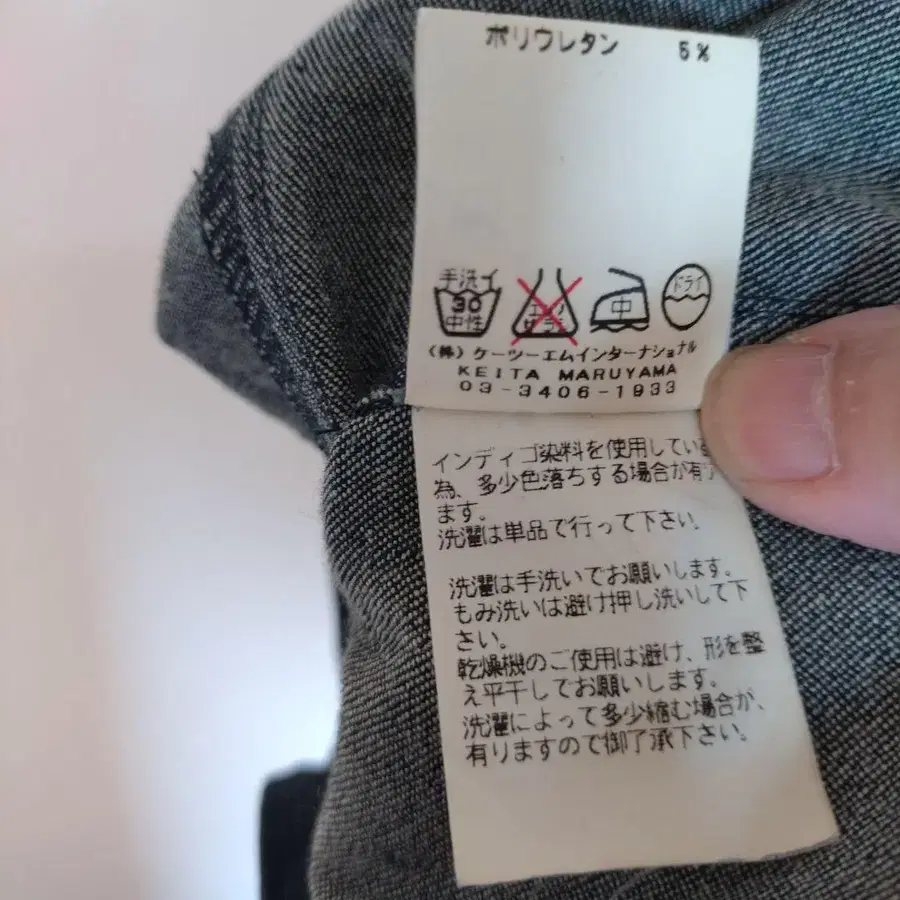 ポリウレタン 5%
手洗イ 30 中性 エンソ サラシ 中 ドライ
(株) ケーツーエムインターナショナル
KEITA MARUYAMA
03-3406-1933
インディゴ染料を使用してい
為、多少色落ちする場合が有り
ます。
洗濯は単品で行って下さい。
洗濯は手洗いでお願いします。
もみ洗いは避け押し洗いして下
さい。
乾燥機のご使用は避け、形を整
え平干してお願いします。
洗濯によって多少縮む場合が、
有りますので御了承下さい。